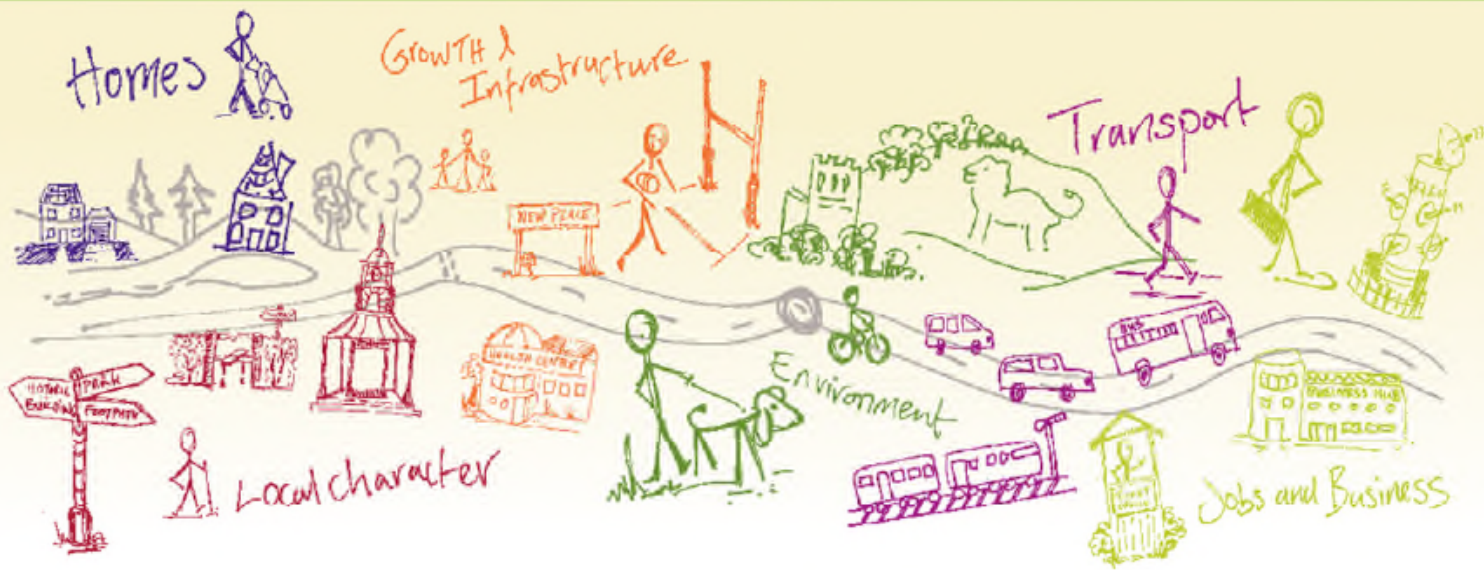 Homes
Growth &
Infrastructure
Transport
NEW PLACE
HEALTH CENTRE
BUS
PARK
HISTORIC
BUILDING
FOOTPATH
Environment
BUSINESS HUB
Local character
Jobs and Business